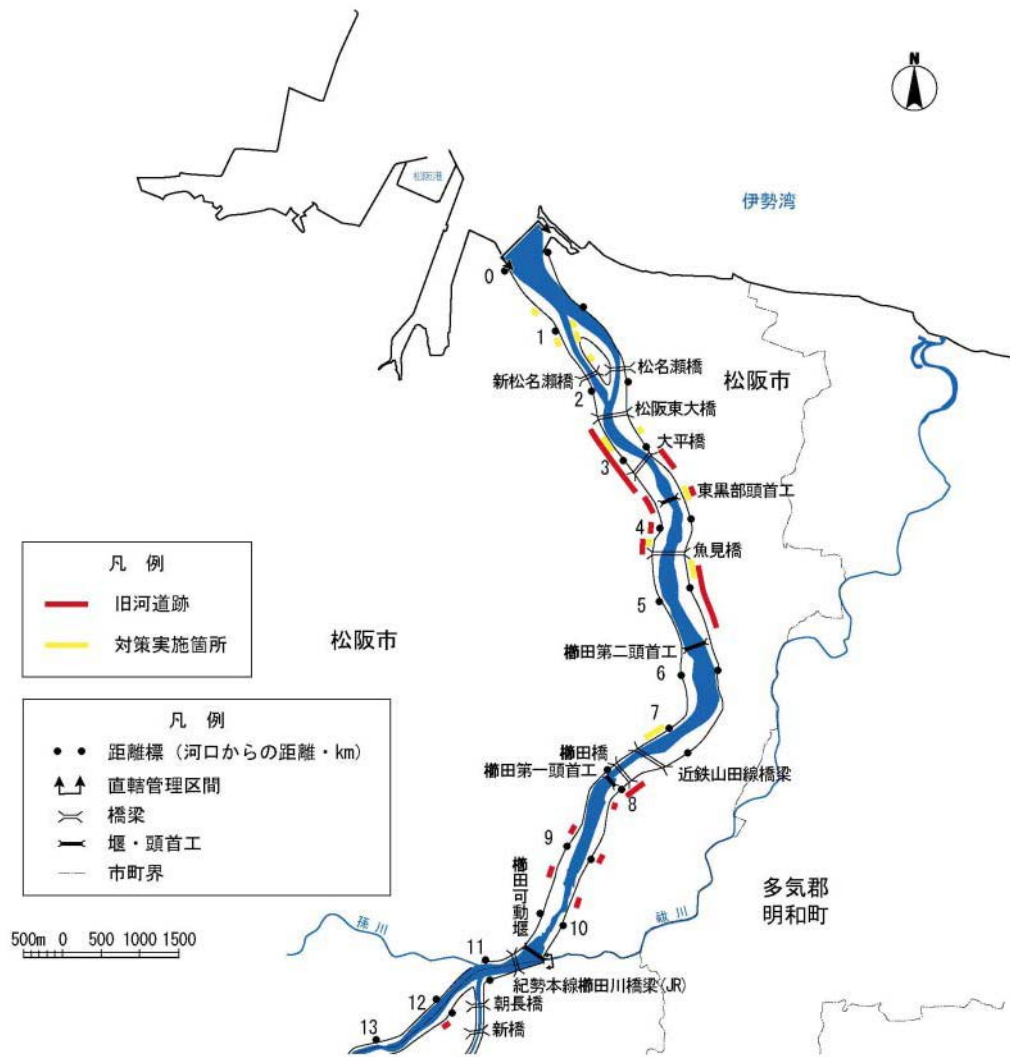 N
松阪港
伊勢湾
0
1
新松名瀬橋
松名瀬橋
松阪市
2
松阪東大橋
大平橋
3
東黒部頭首工
4
魚見橋
凡 例
旧河道跡
対策実施箇所
5
松阪市
櫛田第二頭首工
6
凡 例
距離標 (河口からの距離・km)
直轄管理区間
橋梁
堰・頭首工
市町界
7
櫛田橋
櫛田第一頭首工
近鉄山田線橋梁
8
9
櫛田可動堰
多気郡
明和町
10
祓川
孫川
500m 0 500 1000 1500
11
紀勢本線櫛田川橋梁(JR)
12
朝長橋
新橋
13